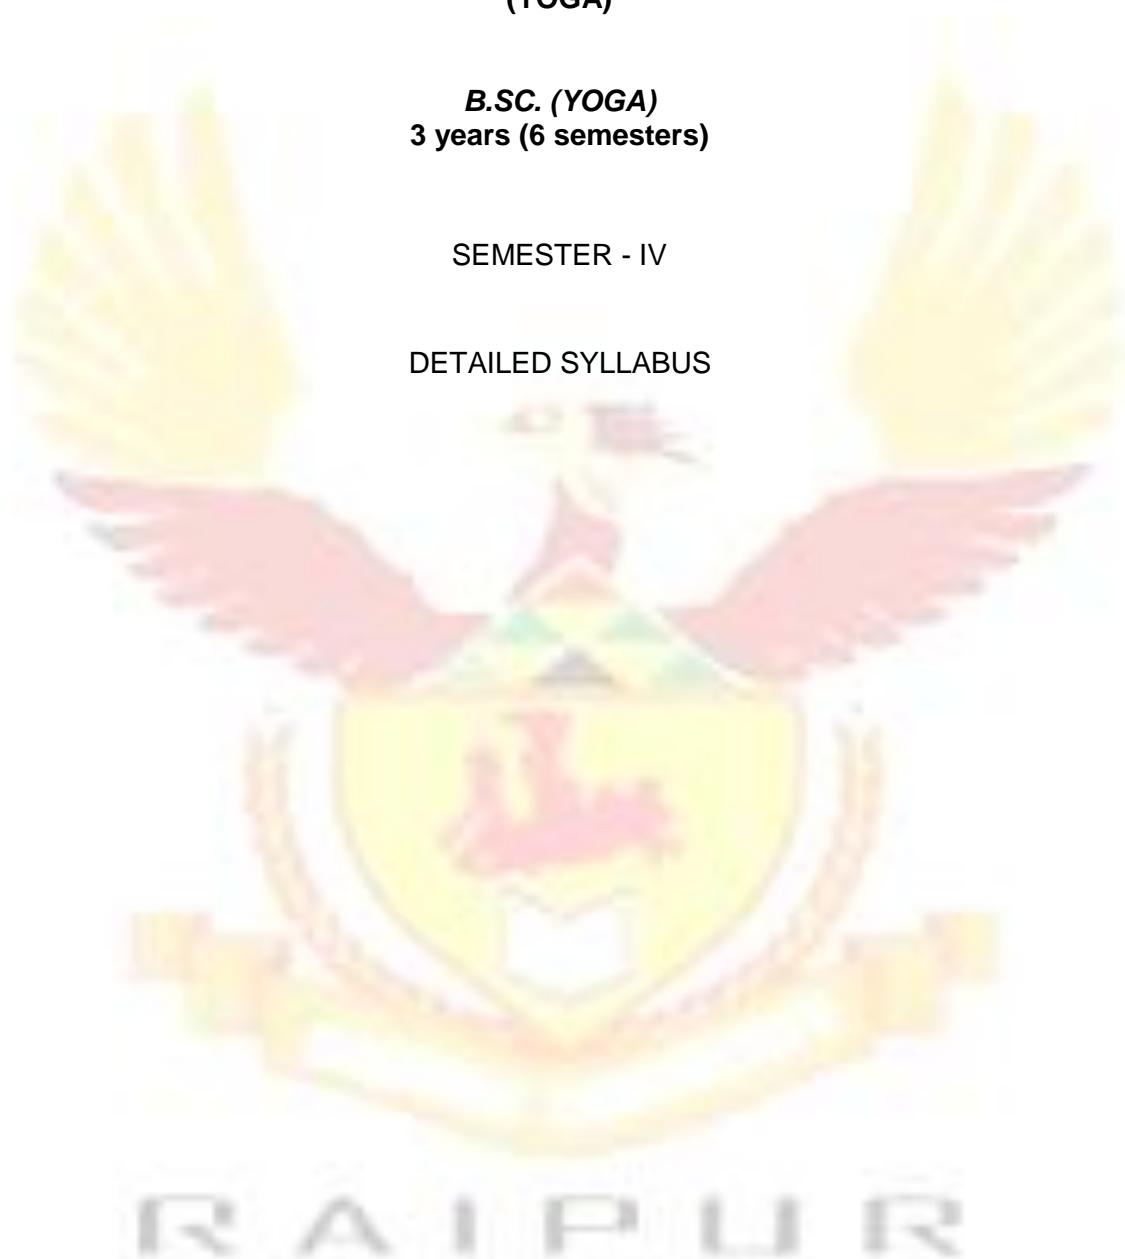 (YOGA)
B.SC. (YOGA)
3 years (6 semesters)
SEMESTER - IV
DETAILED SYLLABUS
RAIPUR